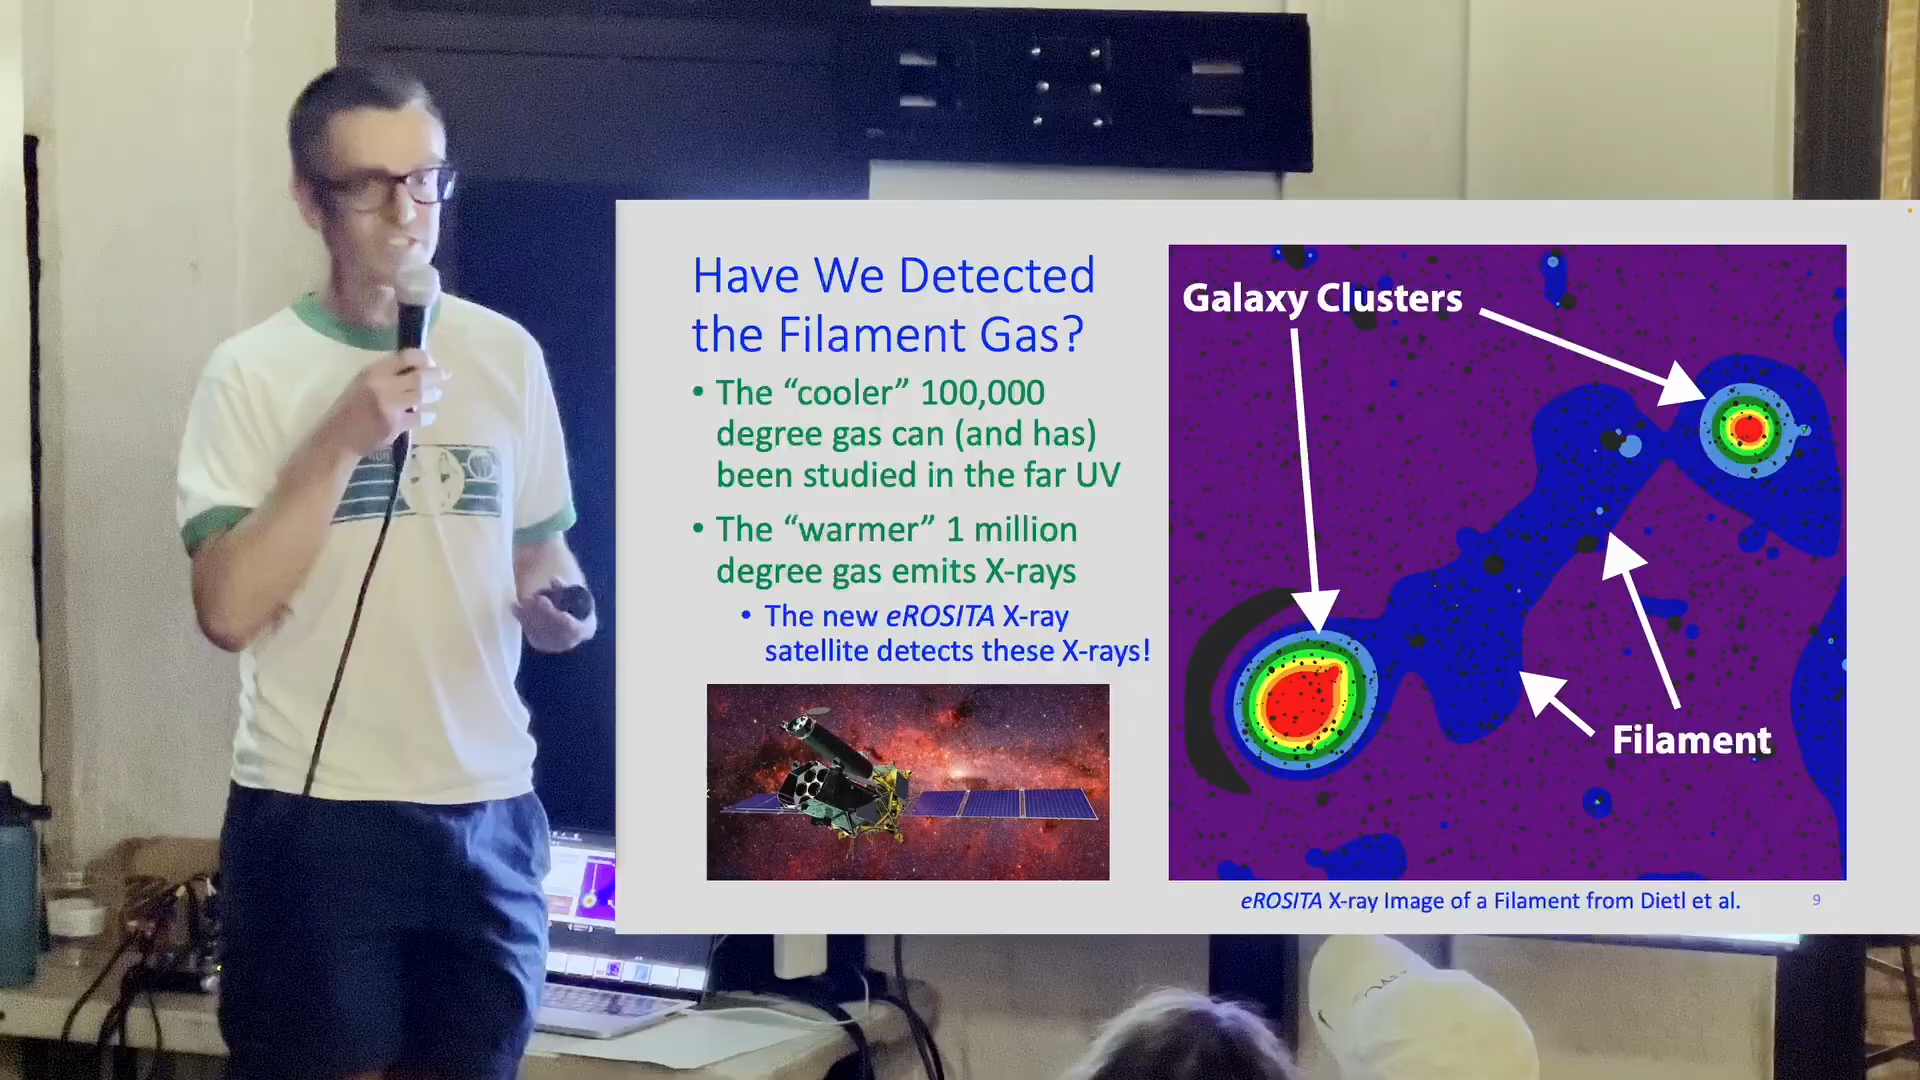 Have We Detected
the Filament Gas?
• The “cooler” 100,000
degree gas can (and has)
been studied in the far UV
• The “warmer” 1 million
degree gas emits X-rays
• The new eROSITA X-ray
satellite detects these X-rays!
Galaxy Clusters
Filament
eROSITA X-ray Image of a Filament from Dietl et al.
9